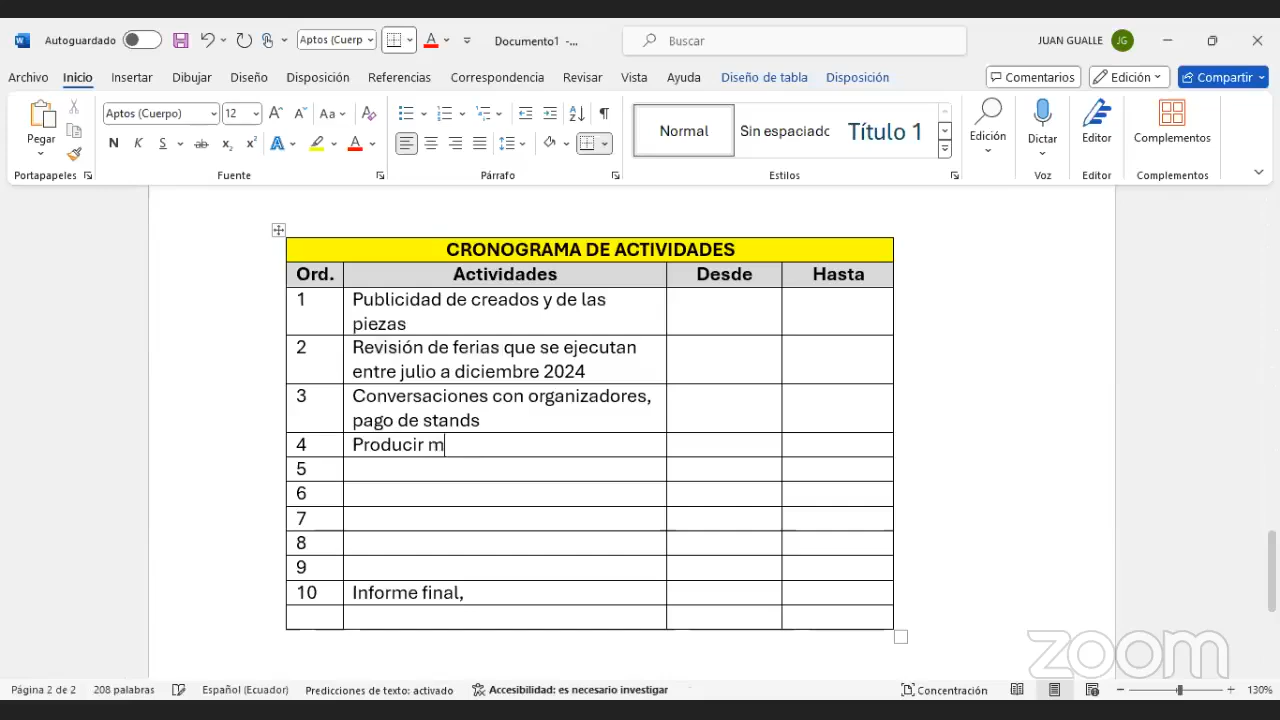 Autoguardado
Aptos (Cuerp
Documento1 -...
Buscar
JUAN GUALLE
JG
Archivo Inicio Insertar Dibujar Diseño Disposición Referencias Correspondencia Revisar Vista Ayuda Diseño de tabla Disposición
Comentarios
Edición
Compartir
Pegar
Portapapeles
Aptos (Cuerpo)
12
Aa
N K S ab x₂ x² A A
Fuente
Párrafo
Normal
Sin espaciado
Título 1
Estilos
Edición
Dictar
Voz
Editor
Editor
Complementos
Complementos
CRONOGRAMA DE ACTIVIDADES
Ord. Actividades Desde Hasta
1 Publicidad de creados y de las
piezas
2 Revisión de ferias que se ejecutan
entre julio a diciembre 2024
3 Conversaciones con organizadores,
pago de stands
4 Producir m
5
6
7
8
9
10 Informe final,
zoom
Página 2 de 2 208 palabras Español (Ecuador) Predicciones de texto: activado Accesibilidad: es necesario investigar Concentración 130%